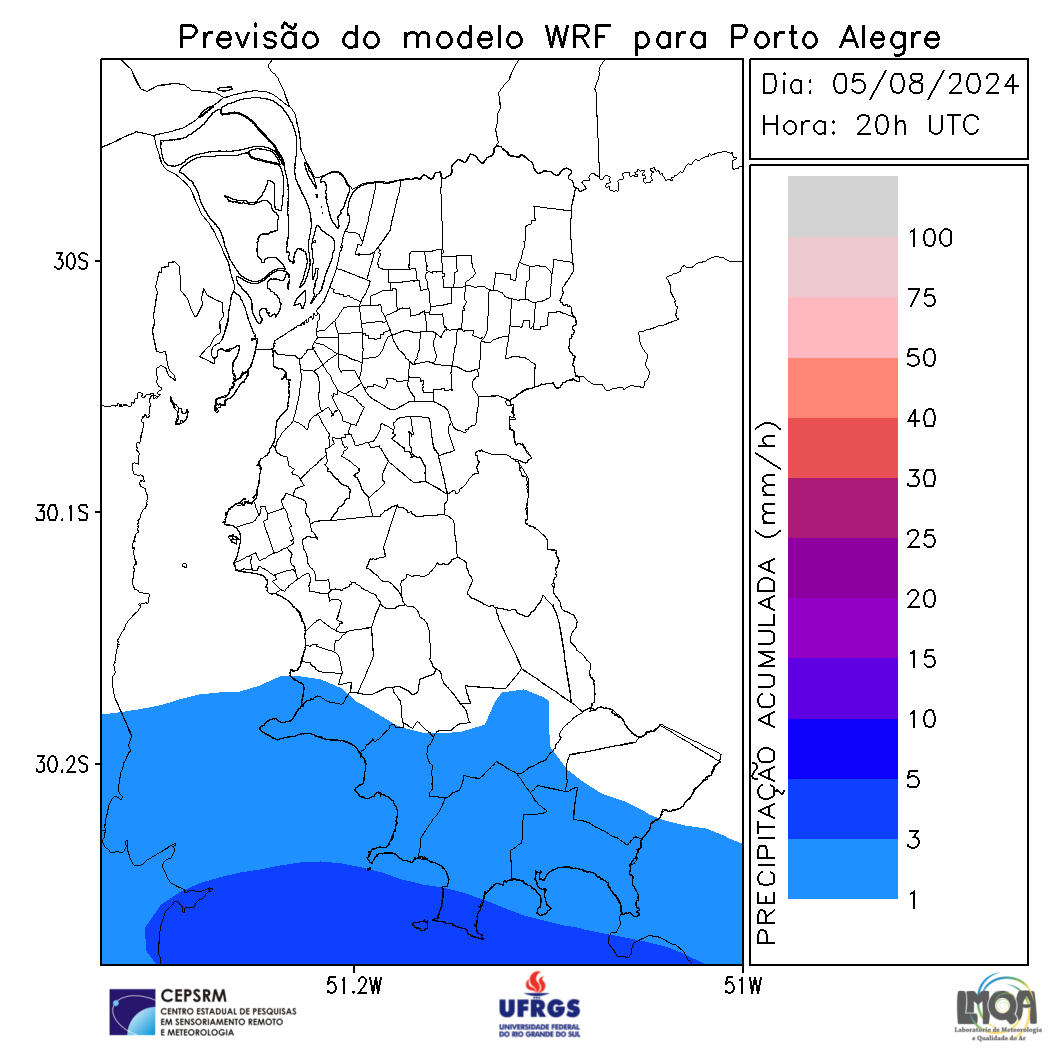 Previsão do modelo WRF para Porto Alegre
Dia: 05/08/2024
Hora: 20h UTC
30S
30.1S
30.2S
51.2W
51W
PRECIPITAÇÃO ACUMULADA (mm/h)
100
75
50
40
30
25
20
15
10
5
3
1
CEPSRM
CENTRO ESTADUAL DE PESQUISAS
EM SENSORIAMENTO REMOTO
E METEOROLOGIA
UFRGS
UNIVERSIDADE FEDERAL
DO RIO GRANDE DO SUL
LMQA
Laboratório de Meteorologia
e Qualidade do Ar